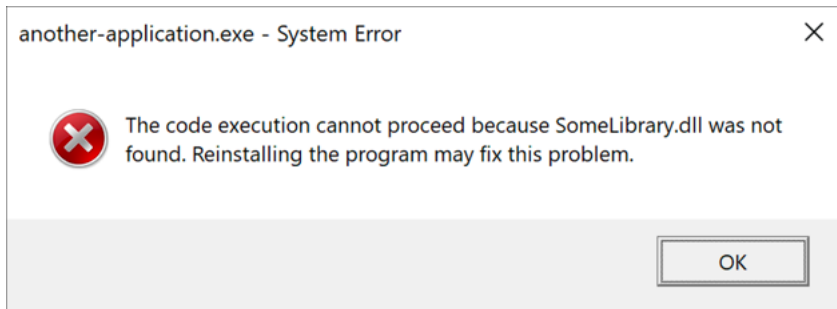 another-application.exe - System Error
The code execution cannot proceed because SomeLibrary.dll was not
found. Reinstalling the program may fix this problem.
OK